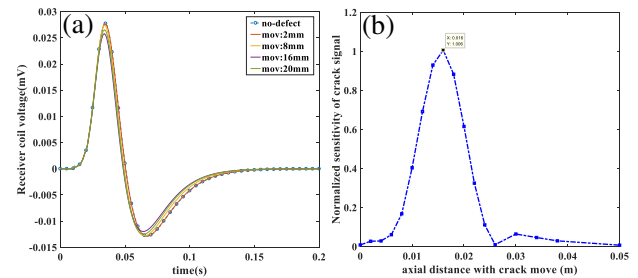 (a)
no-defect
mov:2mm
mov:8mm
mov:16mm
mov:20mm
Receiver coil voltage(mV)
0.03
0.025
0.02
0.015
0.01
0.005
0
-0.005
-0.01
-0.015
0
0.05
0.1
0.15
0.2
time(s)
(b)
X: 0.016
Y: 1.000
Normalized sensitivity of crack signal
1.2
1
0.8
0.6
0.4
0.2
0
0.00
0.01
0.02
0.03
0.04
0.05
axial distance with crack move (m)